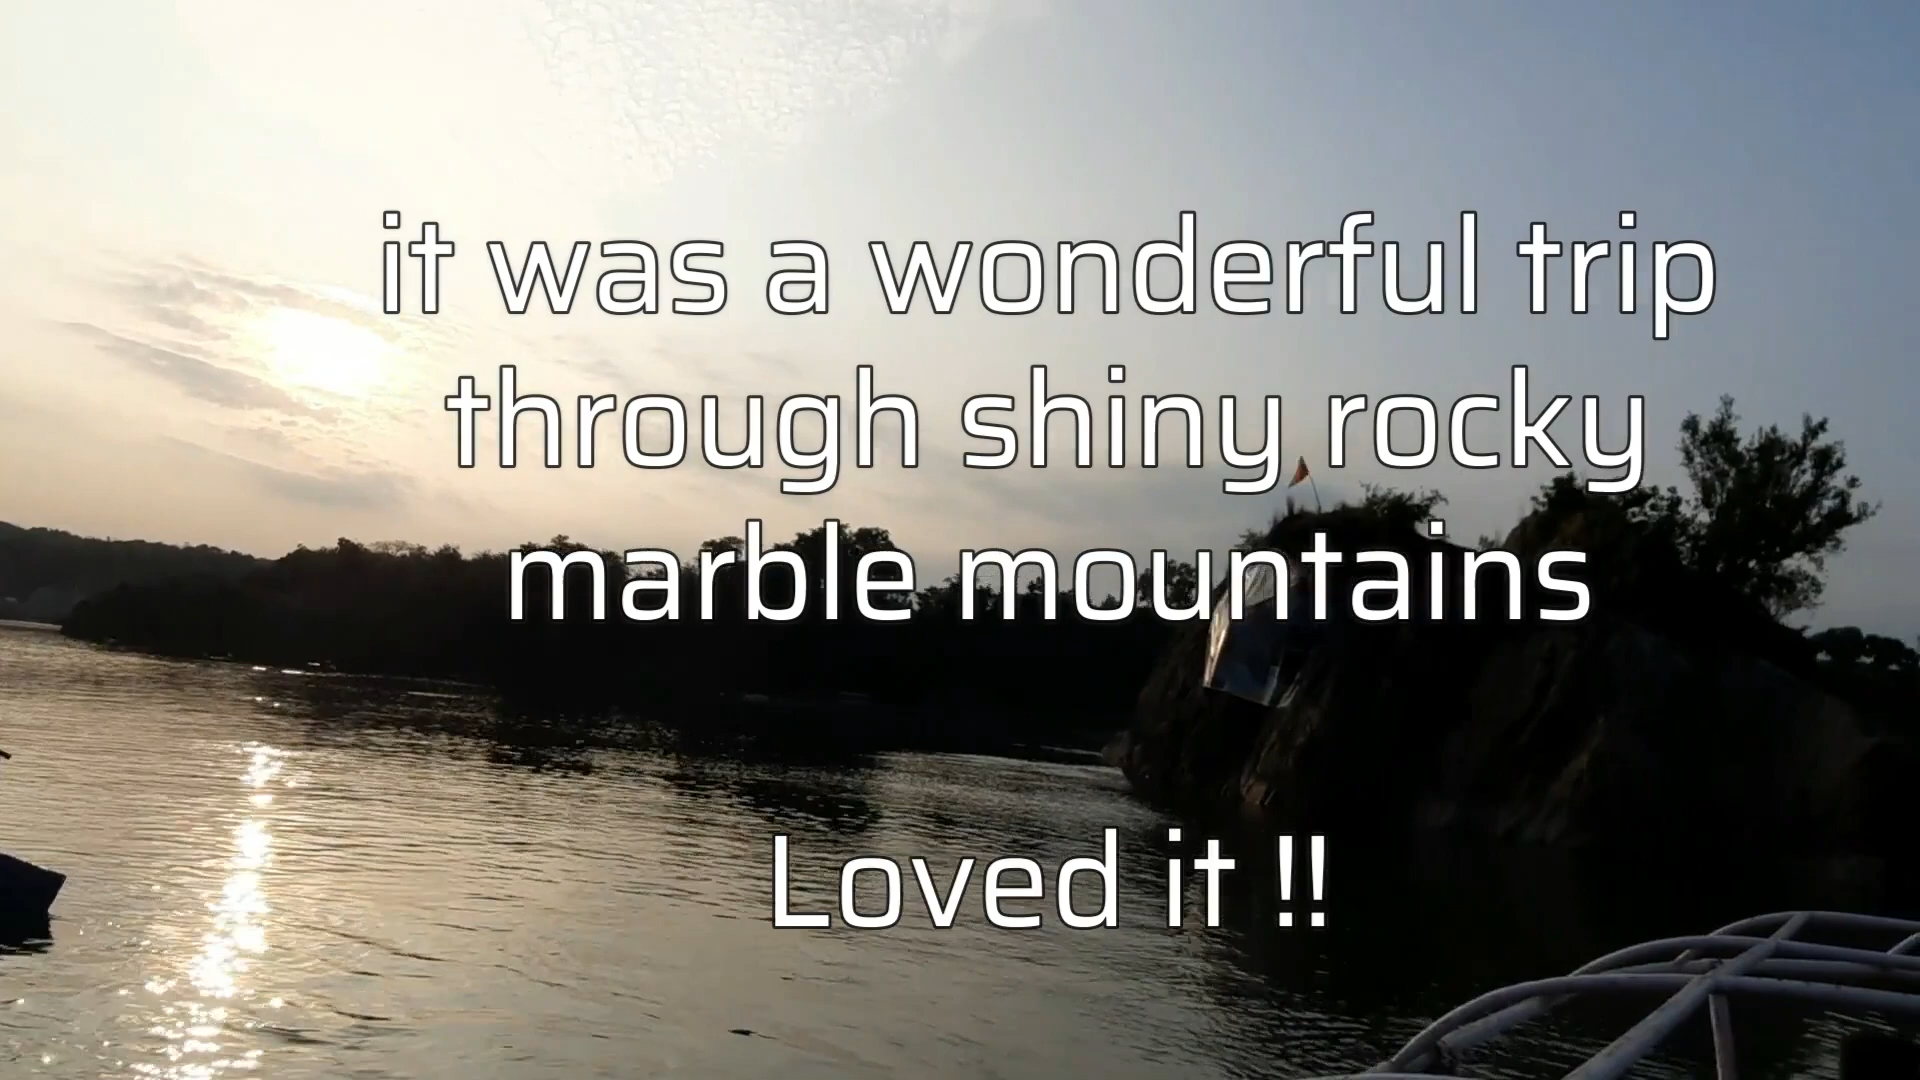 it was a wonderful trip
through shiny rocky
marble mountains
Loved it !!